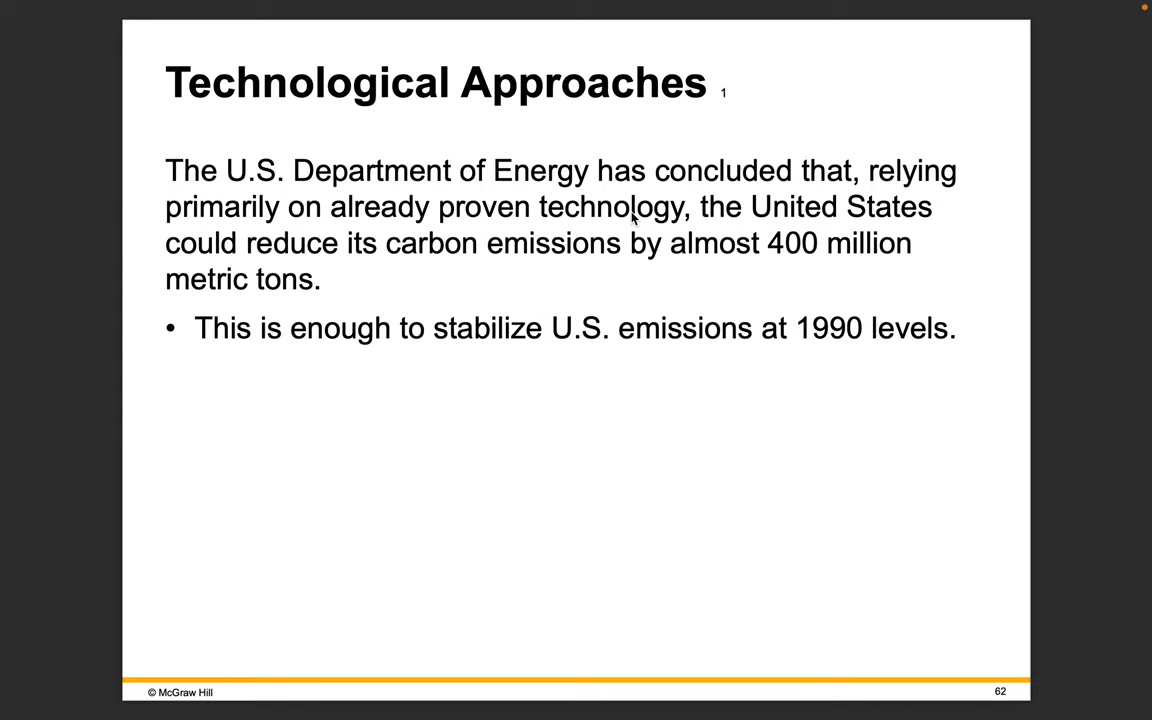 Technological Approaches 1
The U.S. Department of Energy has concluded that, relying
primarily on already proven technology, the United States
could reduce its carbon emissions by almost 400 million
metric tons.
• This is enough to stabilize U.S. emissions at 1990 levels.
© McGraw Hill
62